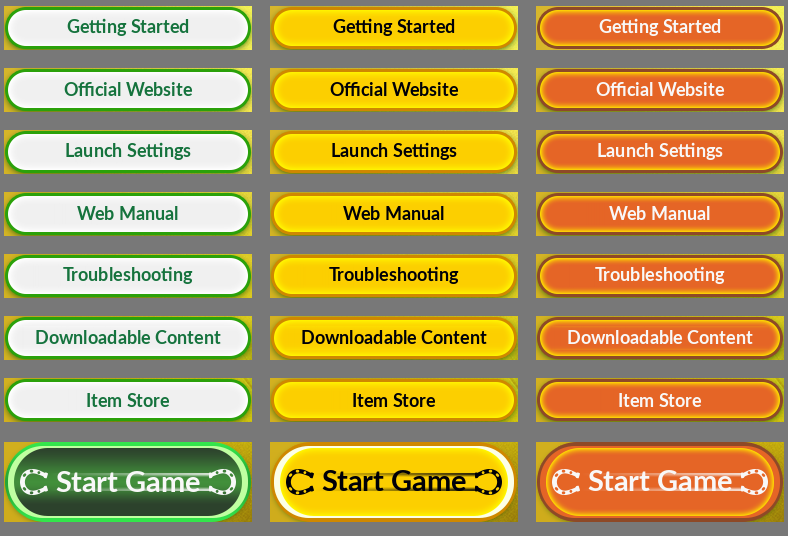 Getting Started Getting Started Getting Started
Official Website Official Website Official Website
Launch Settings Launch Settings Launch Settings
Web Manual Web Manual Web Manual
Troubleshooting Troubleshooting Troubleshooting
Downloadable Content Downloadable Content Downloadable Content
Item Store Item Store Item Store
Start Game Start Game Start Game